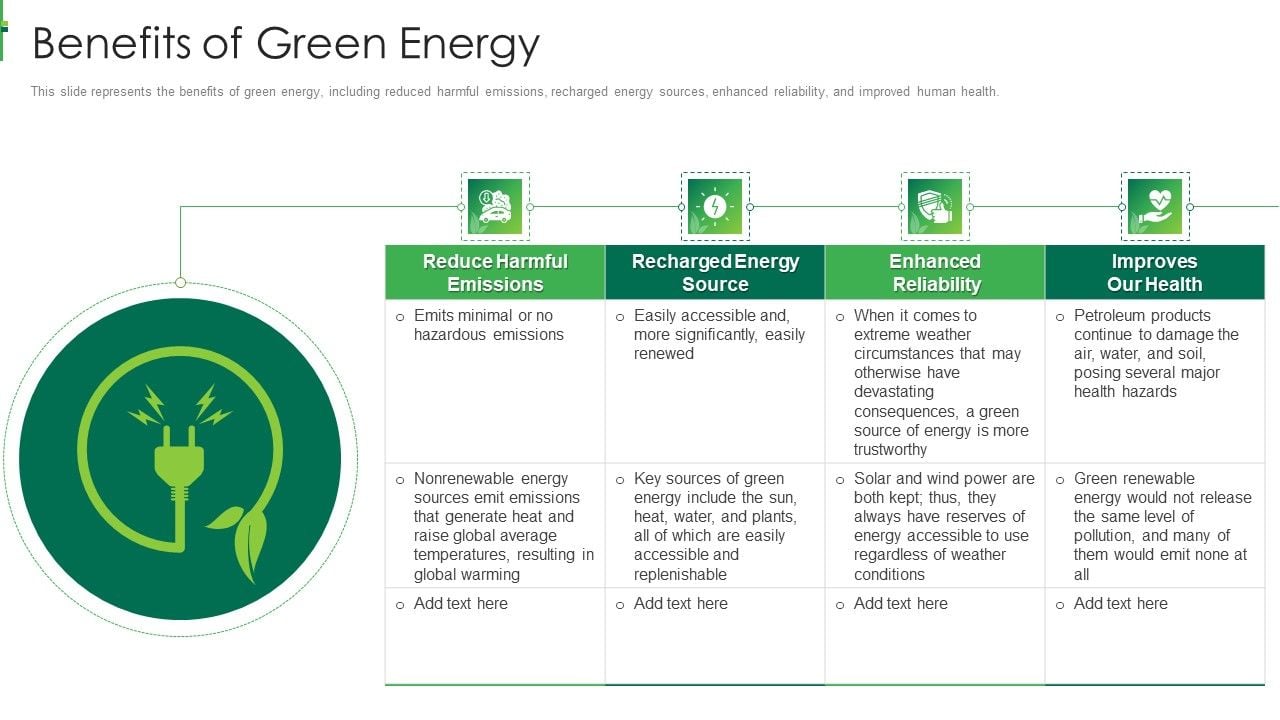 Benefits of Green Energy
This slide represents the benefits of green energy, including reduced harmful emissions, recharged energy sources, enhanced reliability, and improved human health.
Reduce Harmful
Emissions
Emits minimal or no
hazardous emissions
Nonrenewable energy
sources emit emissions
that generate heat and
raise global average
temperatures, resulting in
global warming
Add text here
Recharged Energy
Source
Easily accessible and,
more significantly, easily
renewed
Key sources of green
energy include the sun,
heat, water, and plants,
all of which are easily
accessible and
replenishable
Add text here
Enhanced
Reliability
When it comes to
extreme weather
circumstances that may
otherwise have
devastating
consequences, a green
source of energy is more
trustworthy
Solar and wind power are
both kept; thus, they
always have reserves of
energy accessible to use
regardless of weather
conditions
Add text here
Improves
Our Health
Petroleum products
continue to damage the
air, water, and soil,
posing several major
health hazards
Green renewable
energy would not release
the same level of
pollution, and many of
them would emit none at
all
Add text here